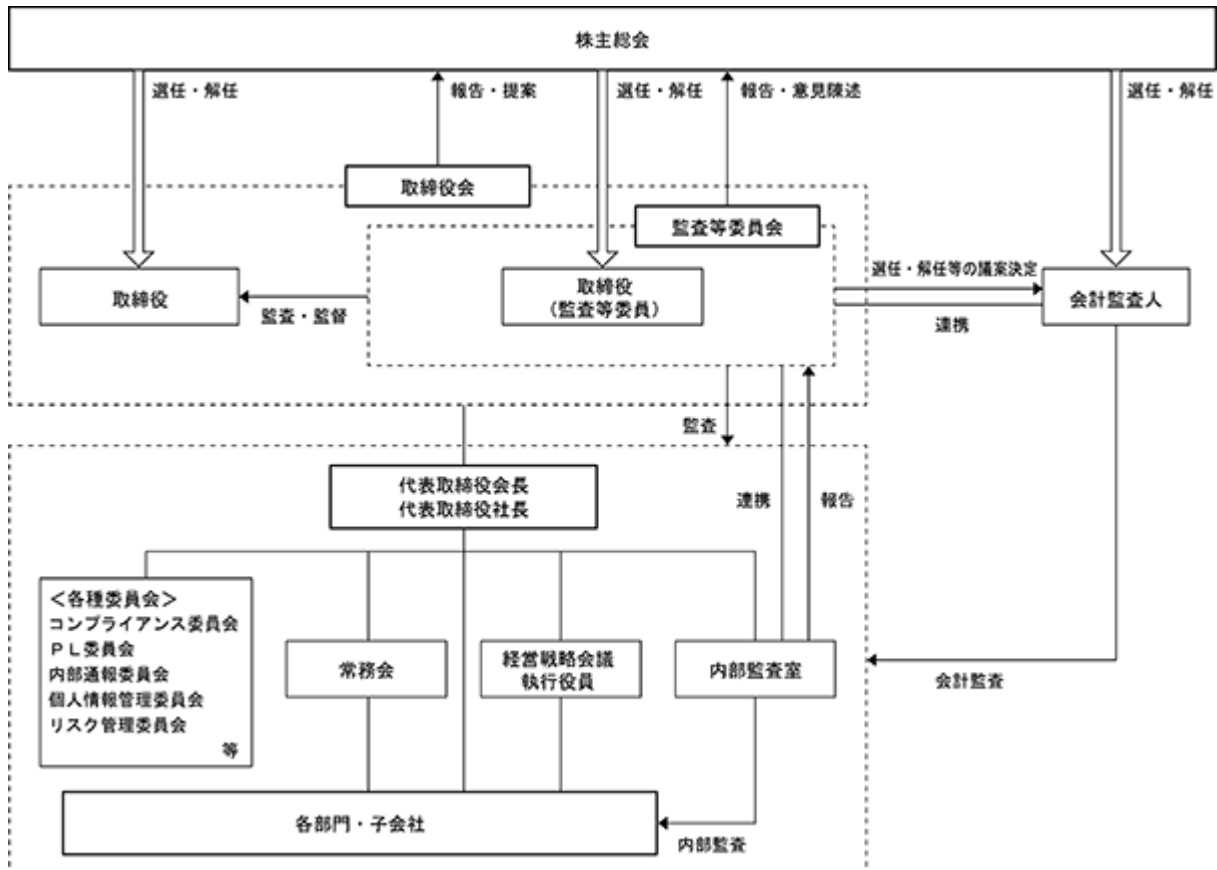 株主総会
選任・解任
報告・提案
選任・解任
報告・意見陳述
選任・解任
取締役会
監査等委員会
取締役
監査・監督
取締役
(監査等委員)
選任・解任等の議案決定
会計監査人
連携
監査
代表取締役会長
代表取締役社長
連携
報告
＜各種委員会＞
コンプライアンス委員会
ＰＬ委員会
内部通報委員会
個人情報管理委員会
リスク管理委員会
等
常務会
経営戦略会議
執行役員
内部監査室
会計監査
各部門・子会社
内部監査